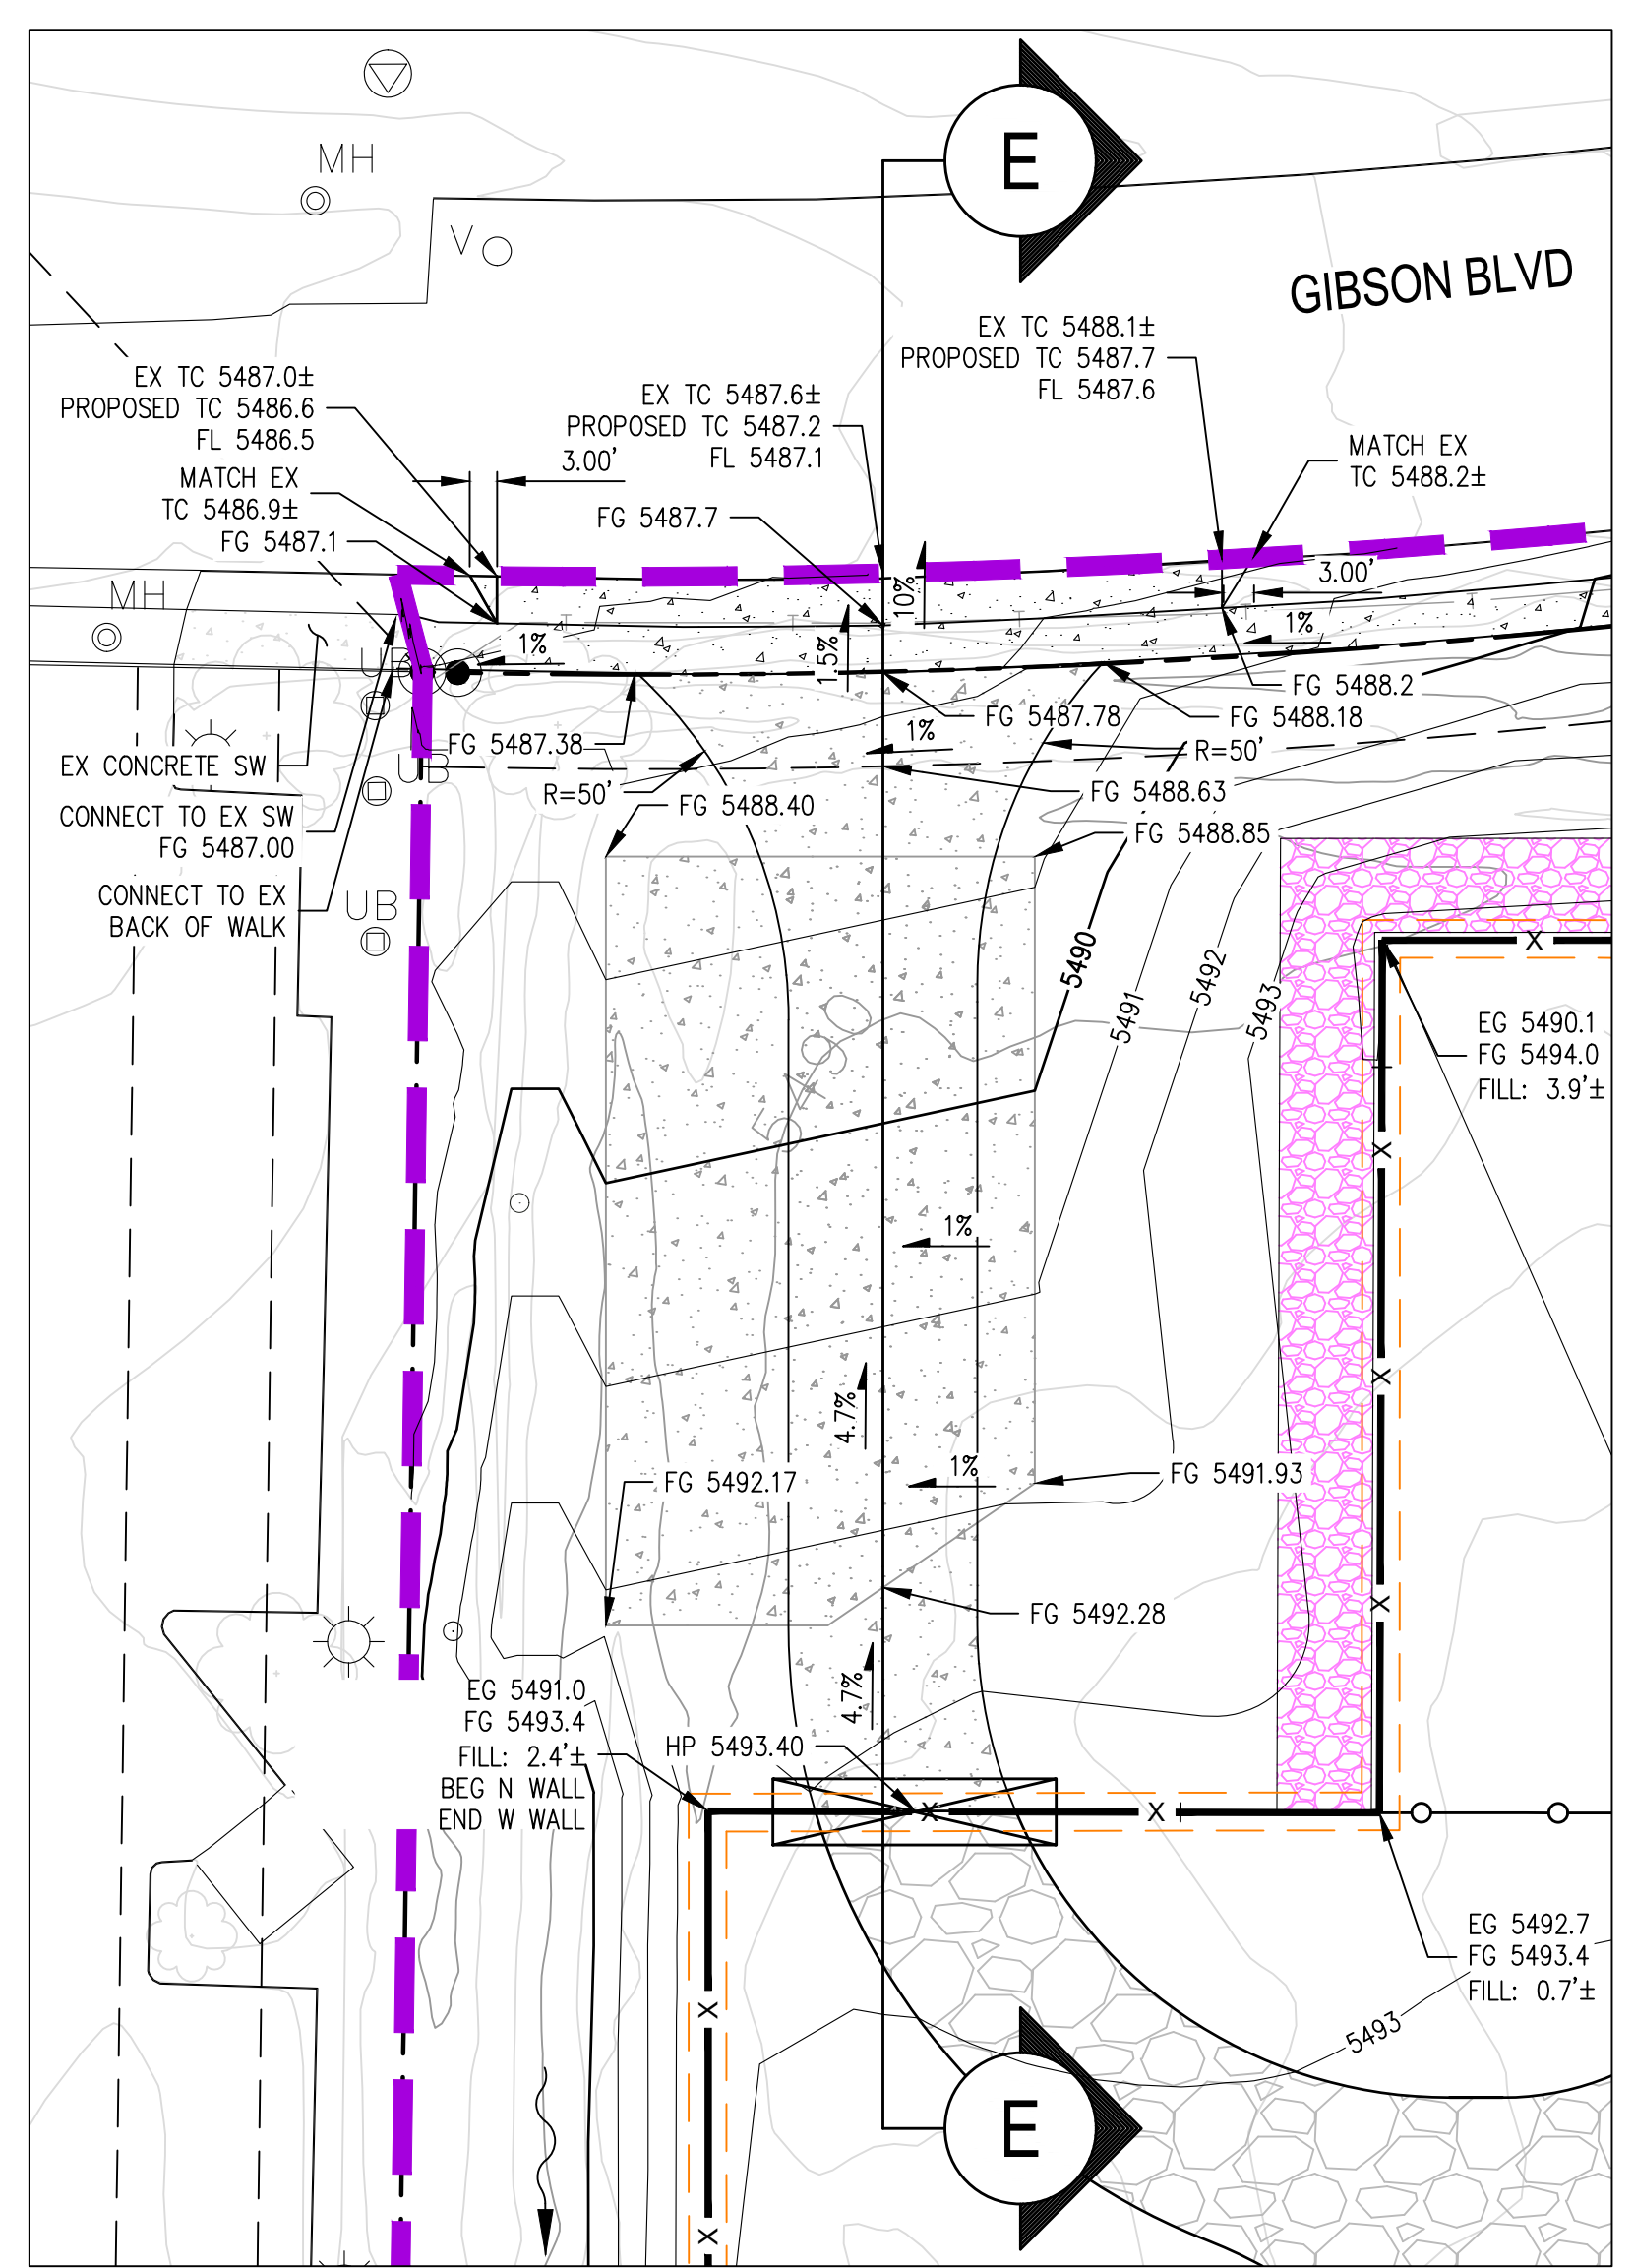 MH
E
V
GIBSON BLVD
EX TC 5487.0±
PROPOSED TC 5486.6
FL 5486.5
MATCH EX
TC 5486.9±
FG 5487.1
3.00'
EX TC 5487.6±
PROPOSED TC 5487.2
FL 5487.1
FG 5487.7
EX TC 5488.1±
PROPOSED TC 5487.7
FL 5487.6
MATCH EX
TC 5488.2±
3.00'
10%
MH
1%
1.5%
1%
UB
FG 5488.2
FG 5487.78
FG 5488.18
FG 5487.38
1%
R=50'
EX CONCRETE SW
UB
R=50'
FG 5488.40
FG 5488.63
CONNECT TO EX SW
FG 5487.00
FG 5488.85
CONNECT TO EX
BACK OF WALK
UB
5490
5490
5491
5492
5493
X
EG 5490.1
FG 5494.0
FILL: 3.9'±
X
1%
X
4.7%
1%
FG 5492.17
FG 5491.93
X
FG 5492.28
EG 5491.0
FG 5493.4
FILL: 2.4'±
BEG N WALL
END W WALL
4.7%
HP 5493.40
X
X
EG 5492.7
FG 5493.4
FILL: 0.7'±
X
5493
E
X